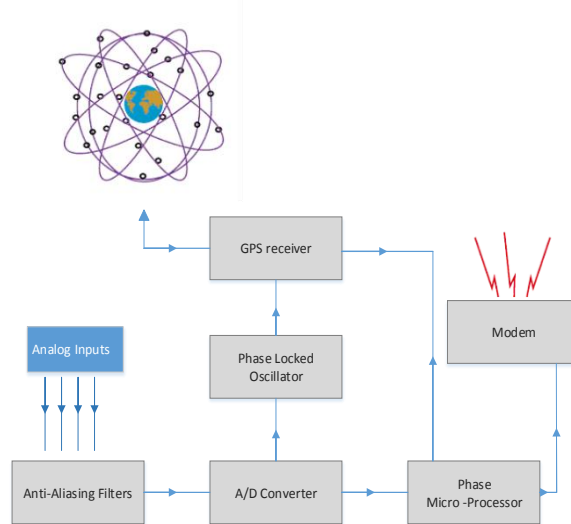 GPS receiver
Modem
Analog Inputs
Phase Locked
Oscillator
Anti-Aliasing Filters
A/D Converter
Phase
Micro -Processor